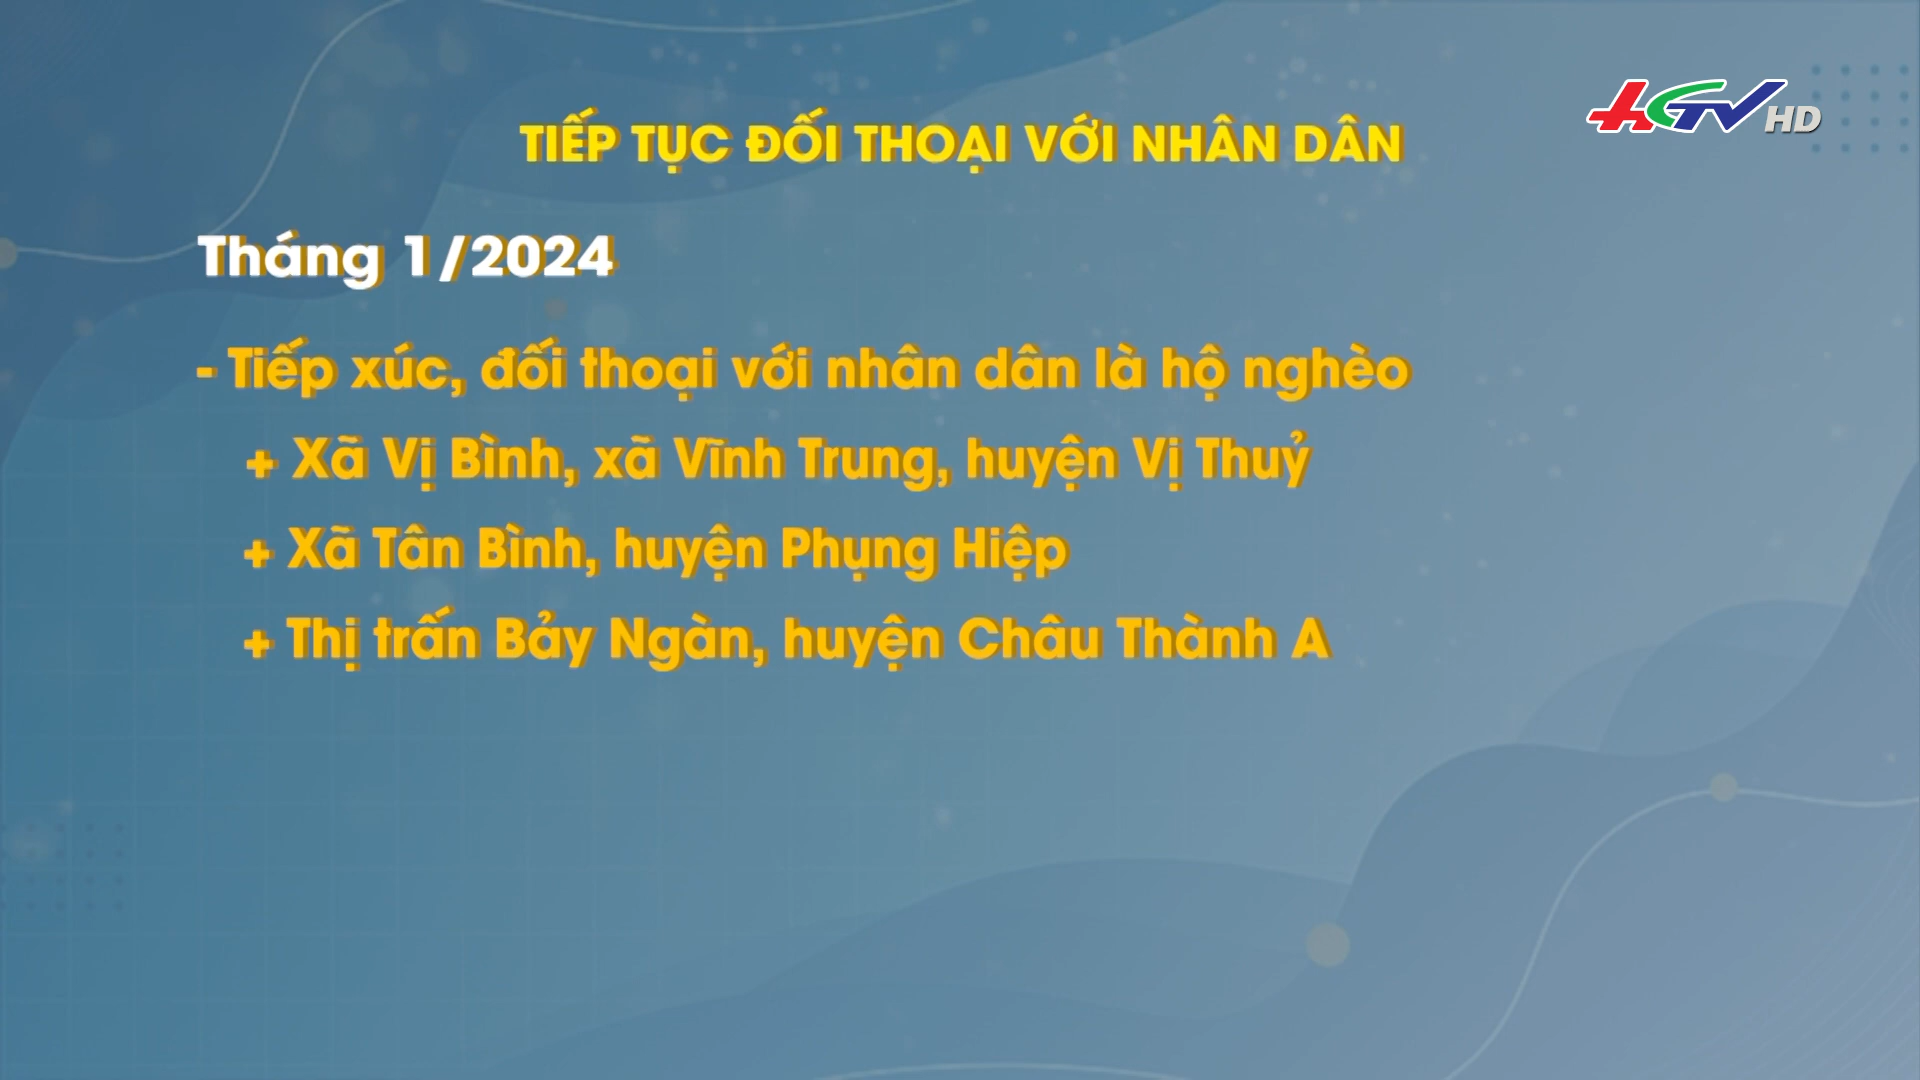 HGTV HD
TIẾP TỤC ĐỐI THOẠI VỚI NHÂN DÂN
Tháng 1/2024
- Tiếp xúc, đối thoại với nhân dân là hộ nghèo
+ Xã Vị Bình, xã Vĩnh Trung, huyện Vị Thuỷ
+ Xã Tân Bình, huyện Phụng Hiệp
+ Thị trấn Bảy Ngàn, huyện Châu Thành A